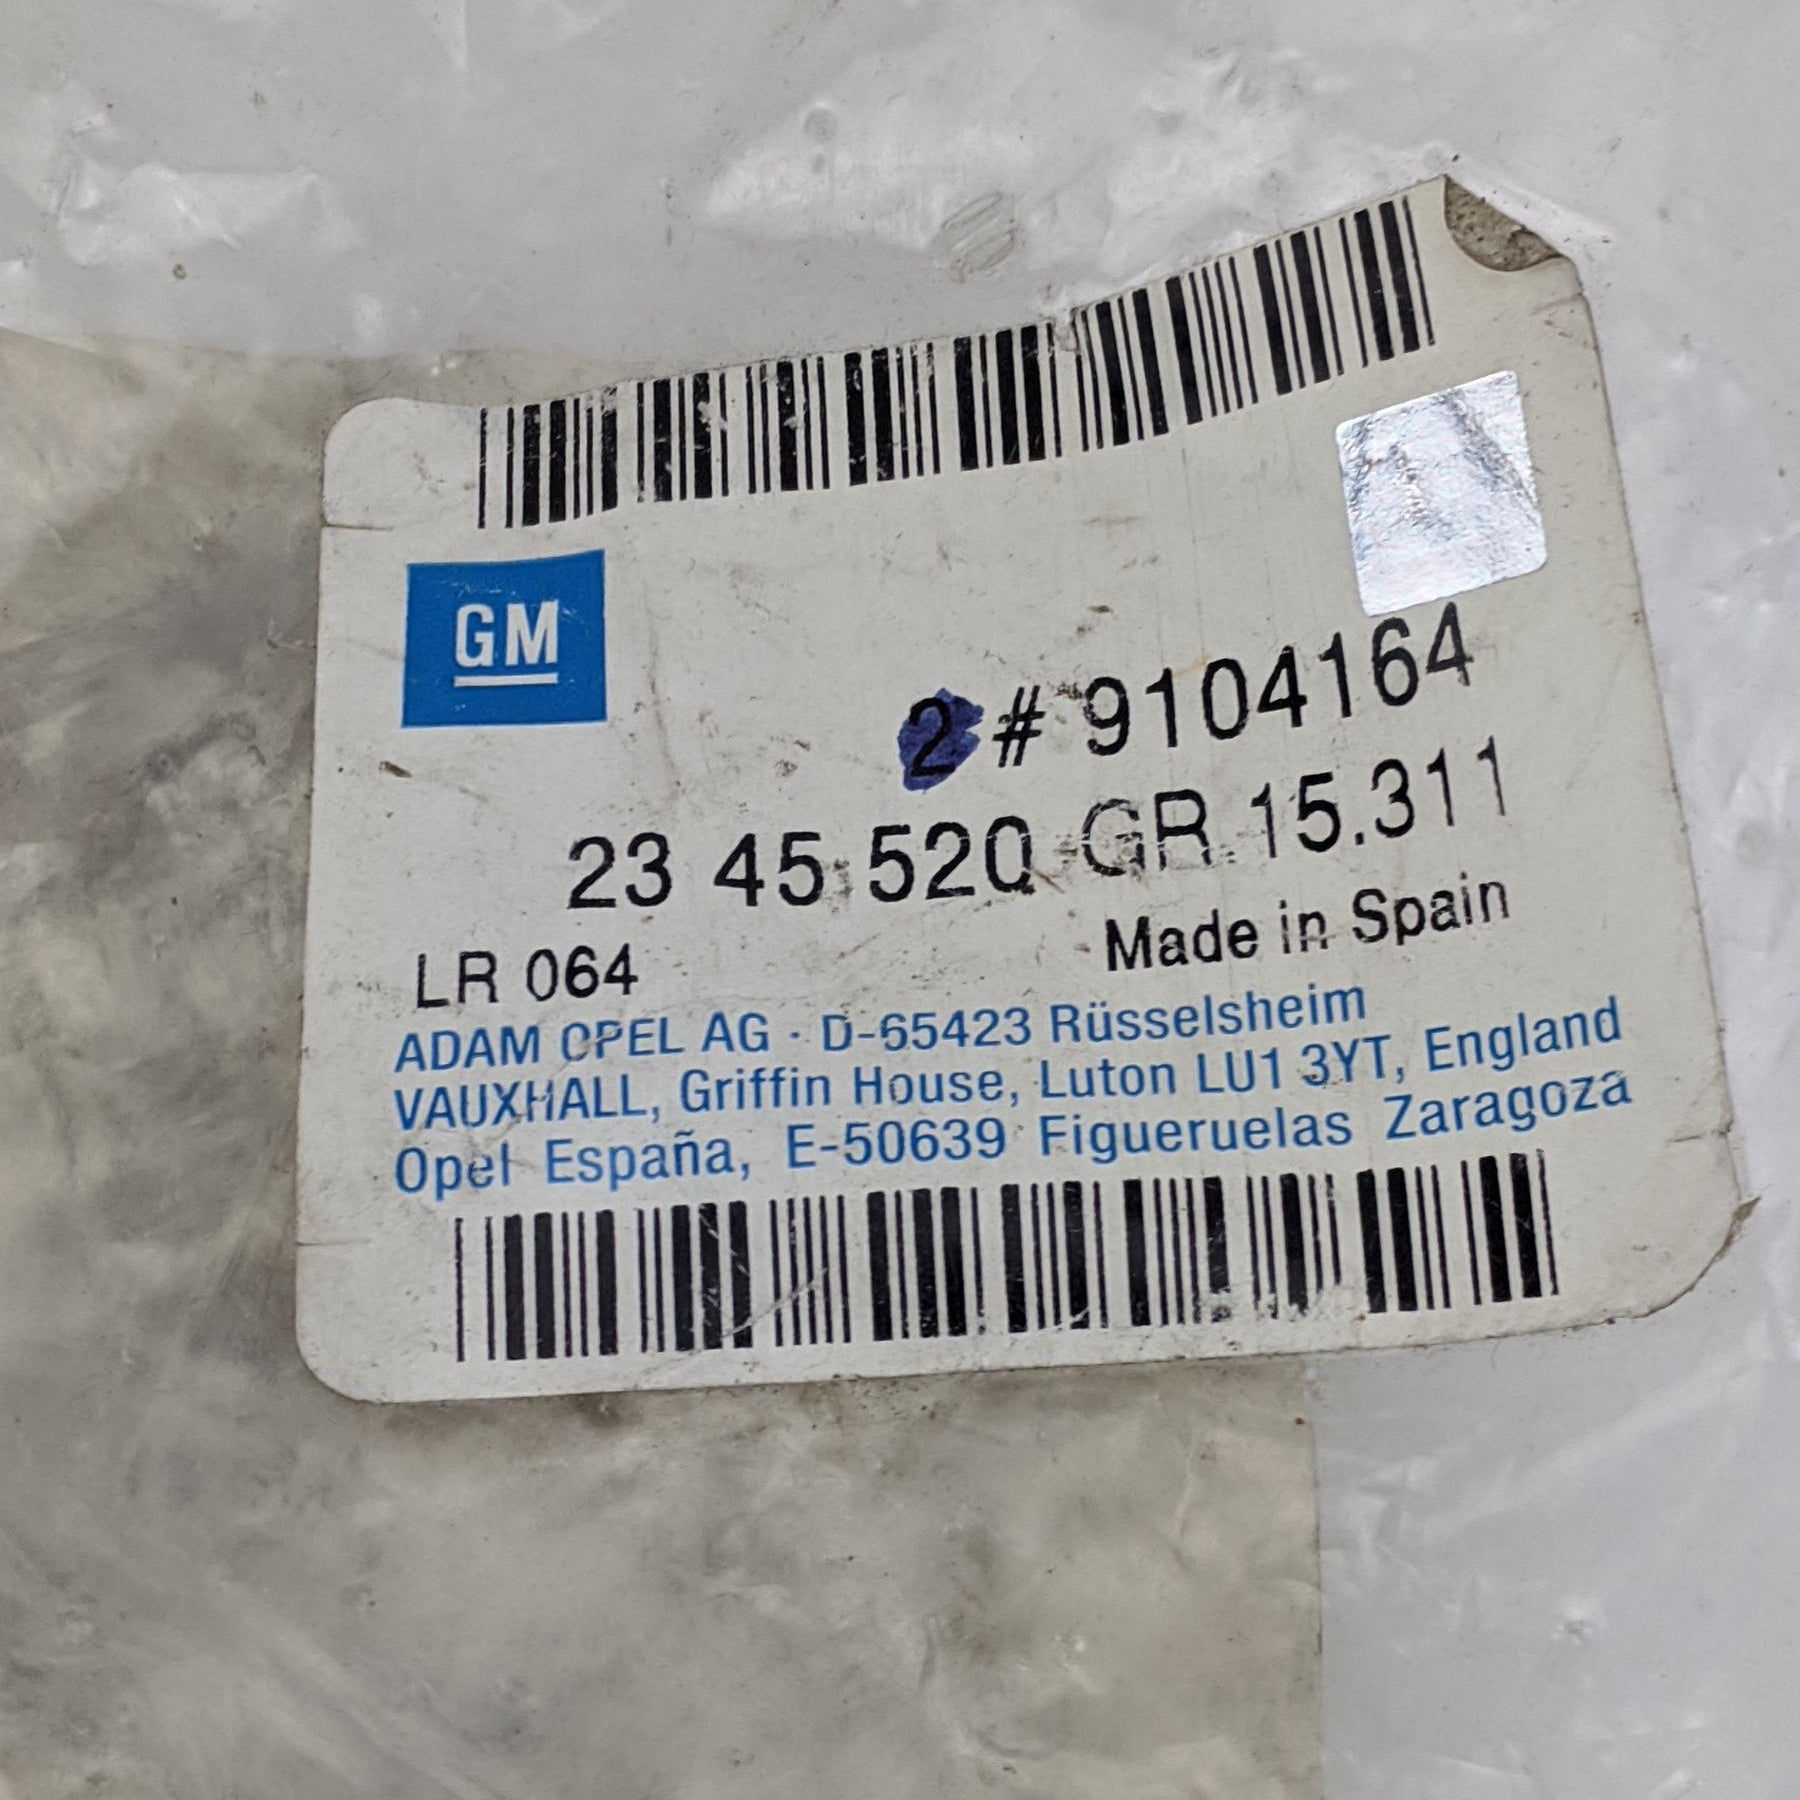 GM
2 # 9104164
23 45 520 GR.15.311
LR 064
Made in Spain
ADAM OPEL AG · D-65423 Rüsselsheim
VAUXHALL, Griffin House, Luton LU1 3YT, England
Opel España, E-50639 Figueruelas Zaragoza